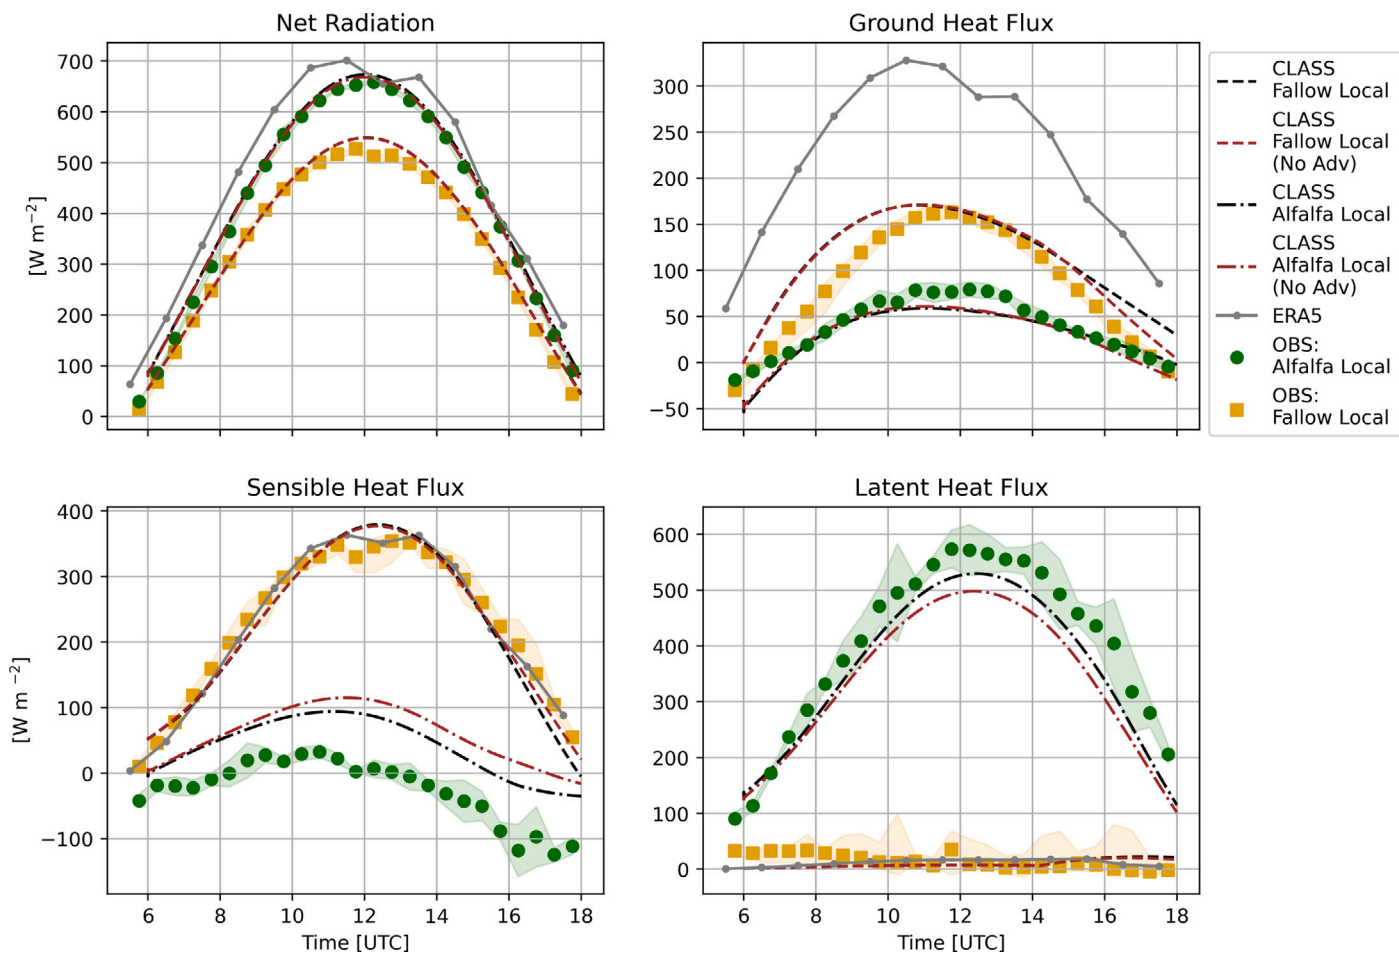 Net Radiation
Ground Heat Flux
[W m⁻²]
700
600
500
400
300
200
100
0
300
250
200
150
100
50
0
−50
CLASS
Fallow Local
CLASS
Fallow Local
(No Adv)
CLASS
Alfalfa Local
CLASS
Alfalfa Local
(No Adv)
ERA5
OBS:
Alfalfa Local
OBS:
Fallow Local
Sensible Heat Flux
Latent Heat Flux
[W m⁻²]
400
300
200
100
0
−100
6 8 10 12 14 16 18
Time [UTC]
600
500
400
300
200
100
0
6 8 10 12 14 16 18
Time [UTC]